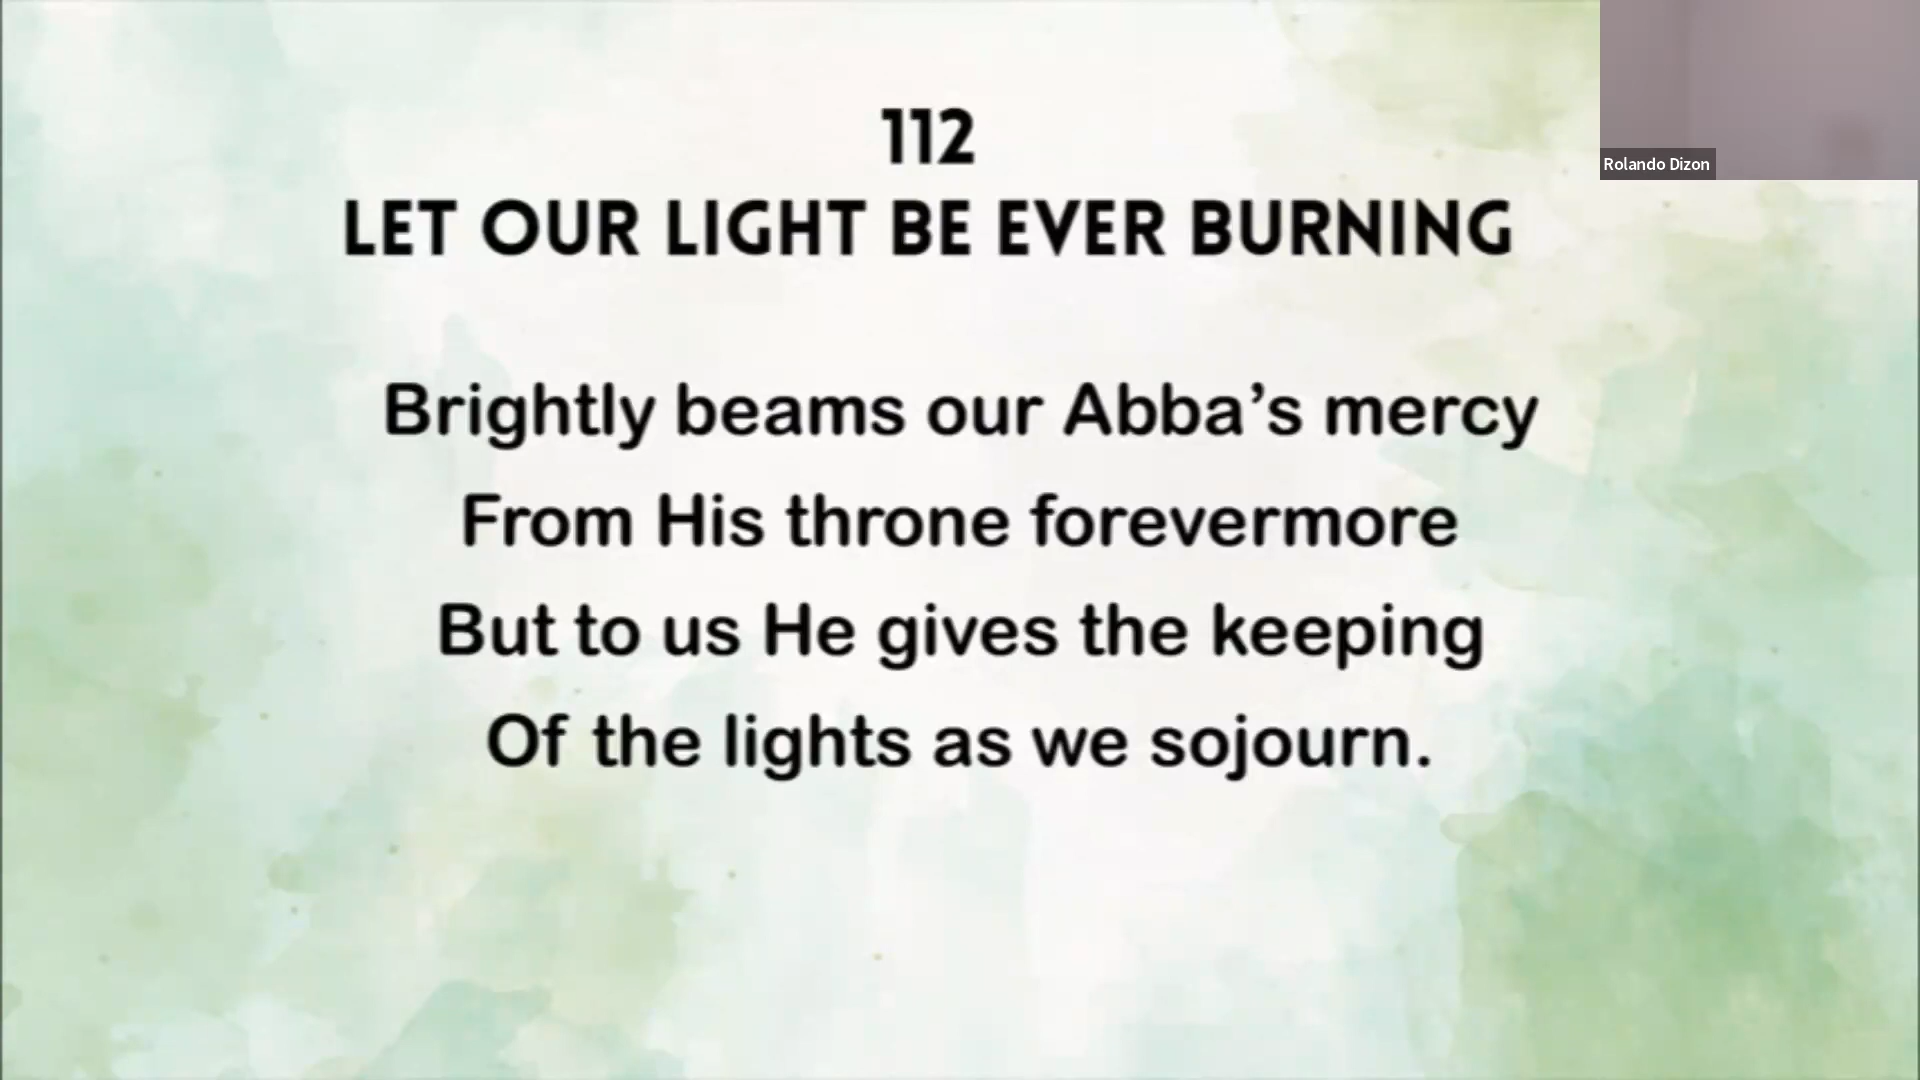 112
LET OUR LIGHT BE EVER BURNING
Brightly beams our Abba’s mercy
From His throne forevermore
But to us He gives the keeping
Of the lights as we sojourn.
Rolando Dizon